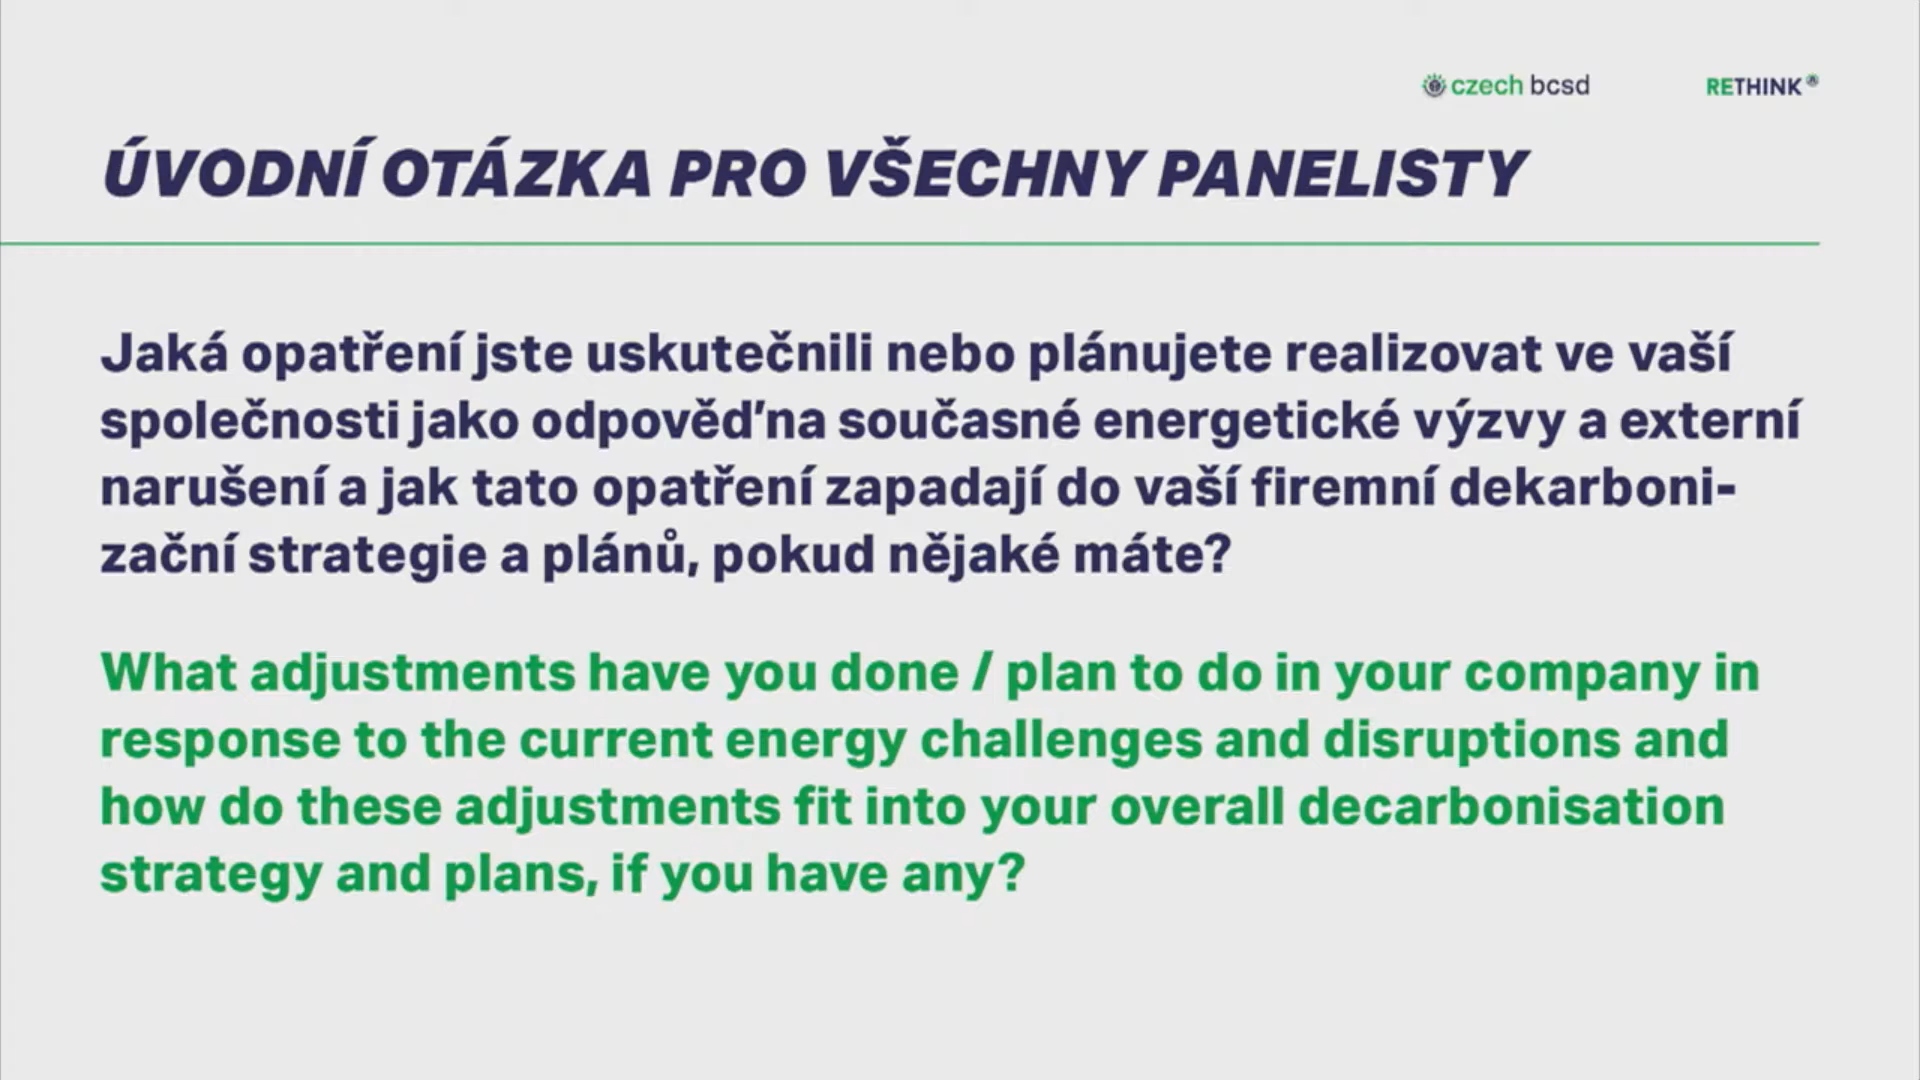 czech bcsd
RETHINK®
ÚVODNÍ OTÁZKA PRO VŠECHNY PANELISTY
Jaká opatření jste uskutečnili nebo plánujete realizovat ve vaší
společnosti jako odpověď na současné energetické výzvy a externí
narušení a jak tato opatření zapadají do vaší firemní dekarboni-
zační strategie a plánů, pokud nějaké máte?
What adjustments have you done / plan to do in your company in
response to the current energy challenges and disruptions and
how do these adjustments fit into your overall decarbonisation
strategy and plans, if you have any?